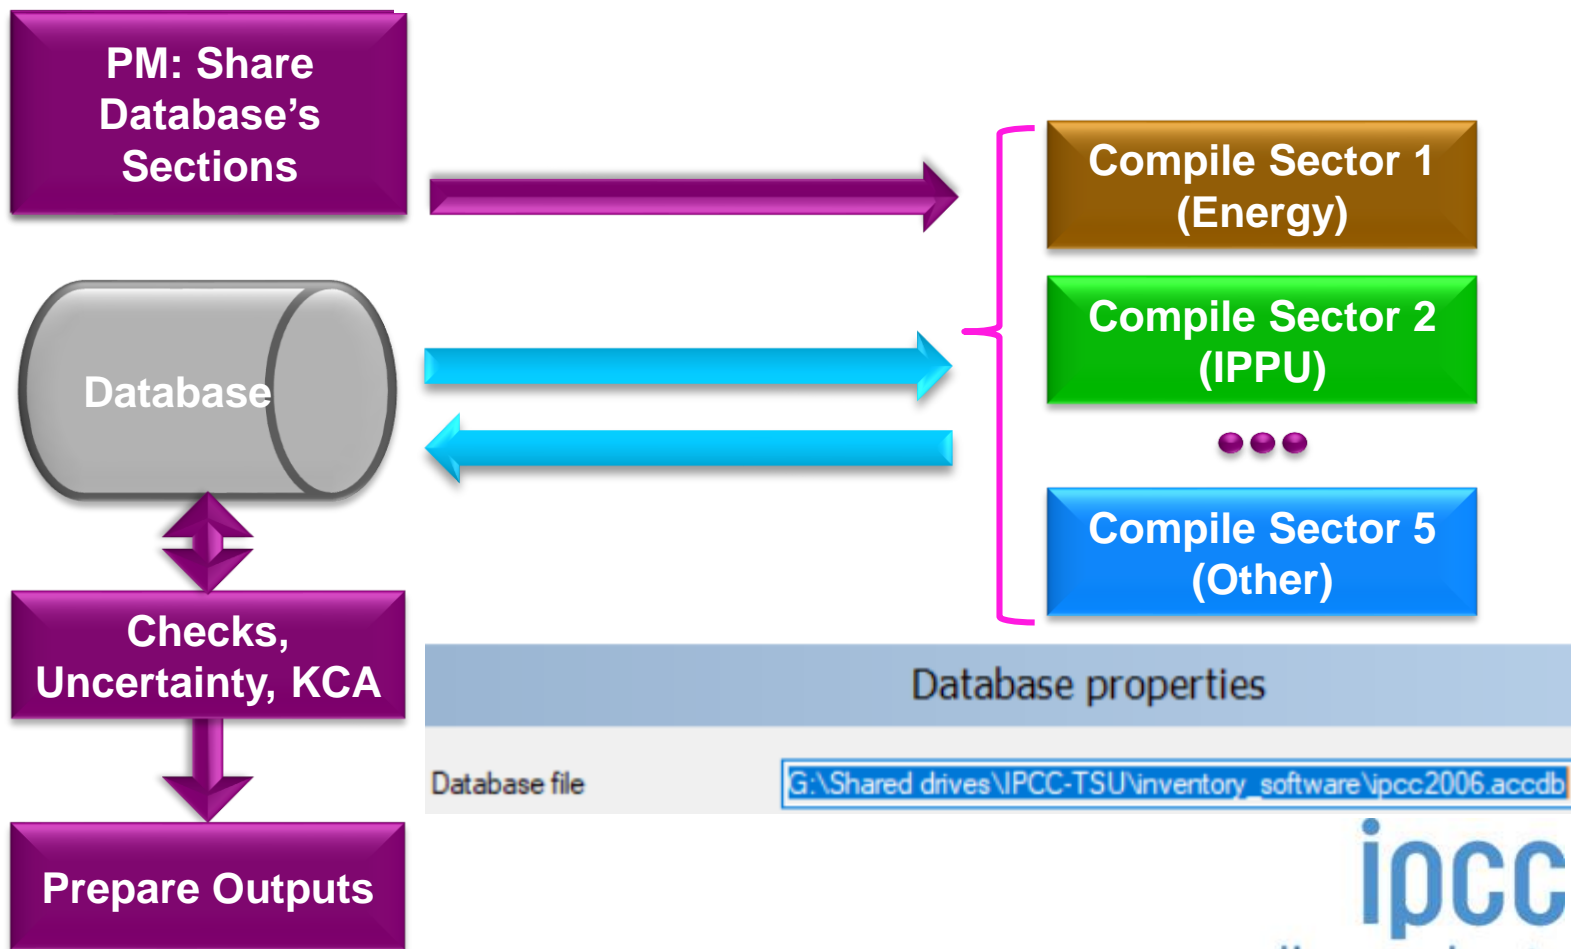 PM: Share
Database’s
Sections
Compile Sector 1
(Energy)
Compile Sector 2
(IPPU)
Database
Compile Sector 5
(Other)
Checks,
Uncertainty, KCA
Database properties
Database file
G:\Shared drives\IPCC-TSU\inventory_software\ipcc2006.accdb
Prepare Outputs
ipcc